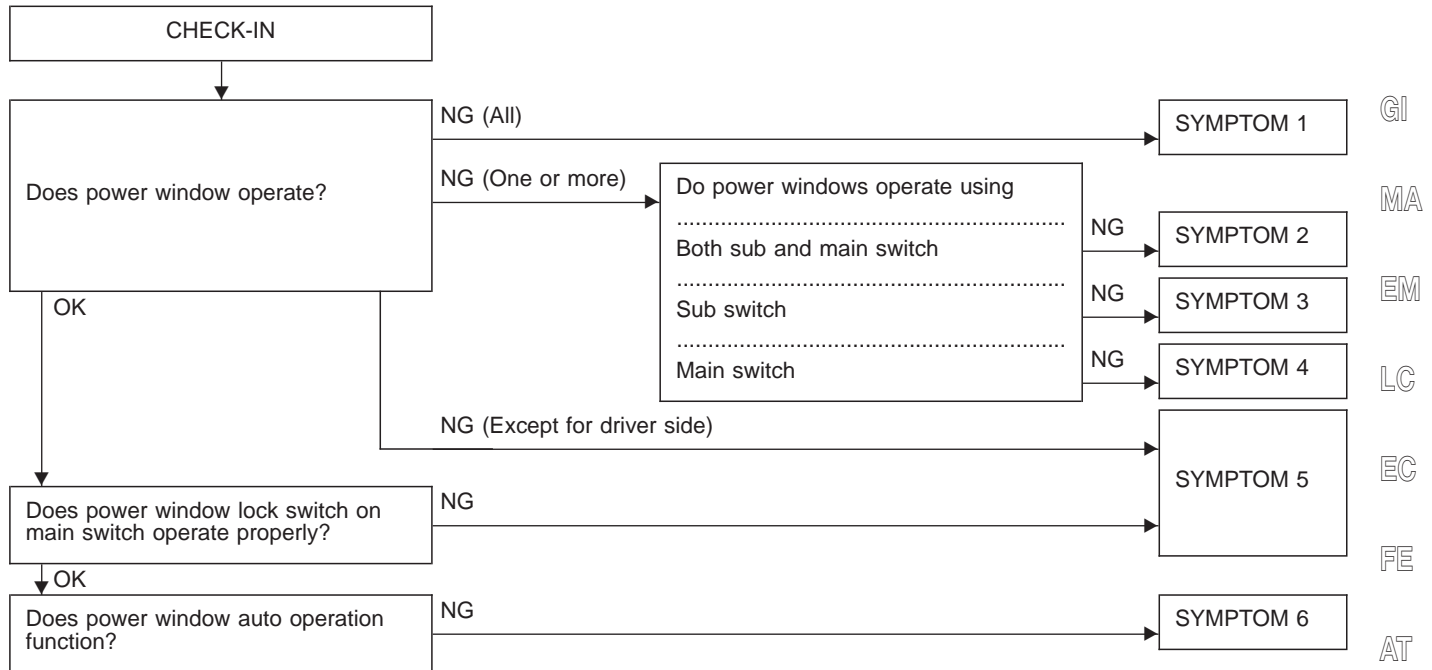 CHECK-IN
Does power window operate?
NG (All)
SYMPTOM 1
GI
NG (One or more)
Do power windows operate using
Both sub and main switch
Sub switch
Main switch
NG
SYMPTOM 2
MA
NG
SYMPTOM 3
EM
NG
SYMPTOM 4
LC
OK
NG (Except for driver side)
SYMPTOM 5
EC
Does power window lock switch on
main switch operate properly?
NG
FE
OK
Does power window auto operation
function?
NG
SYMPTOM 6
AT